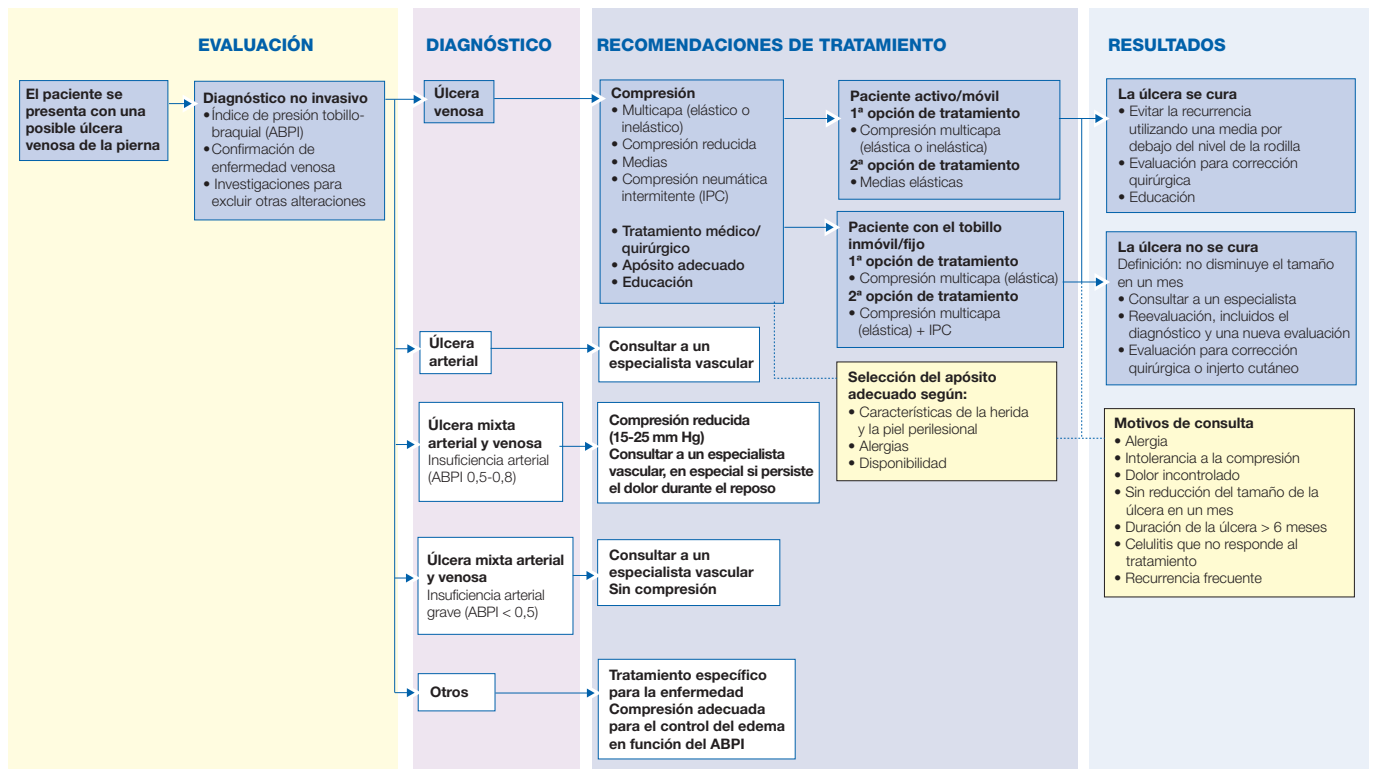 EVALUACIÓN
El paciente se
presenta con una
posible úlcera
venosa de la pierna
Diagnóstico no invasivo
•Índice de presión tobillo-
braquial (ABPI)
•Confirmación de
enfermedad venosa
• Investigaciones para
excluir otras alteraciones
DIAGNÓSTICO
Úlcera
venosa
Úlcera
arterial
Úlcera mixta
arterial y venosa
Insuficiencia arterial
(ABPI 0,5-0,8)
Úlcera mixta arterial
y venosa
Insuficiencia arterial
grave (ABPI < 0,5)
Otros
RECOMENDACIONES DE TRATAMIENTO
Compresión
• Multicapa (elástico o
inelástico)
• Compresión reducida
• Medias
• Compresión neumática
intermitente (IPC)
• Tratamiento médico/
quirúrgico
• Apósito adecuado
• Educación
Consultar a un
especialista vascular
Compresión reducida
(15-25 mm Hg)
Consultar a un especialista
vascular, en especial si persiste
el dolor durante el reposo
Consultar a un
especialista vascular
Sin compresión
Tratamiento específico
para la enfermedad
Compresión adecuada
para el control del edema
en función del ABPI
Paciente activo/móvil
1ª opción de tratamiento
• Compresión multicapa
(elástica o inelástica)
2ª opción de tratamiento
• Medias elásticas
Paciente con el tobillo
inmóvil/fijo
1ª opción de tratamiento
• Compresión multicapa (elástica)
2ª opción de tratamiento
• Compresión multicapa
(elástica) + IPC
Selección del apósito
adecuado según:
• Características de la herida
y la piel perilesional
• Alergias
• Disponibilidad
RESULTADOS
La úlcera se cura
• Evitar la recurrencia
utilizando una media por
debajo del nivel de la rodilla
• Evaluación para corrección
quirúrgica
• Educación
La úlcera no se cura
Definición: no disminuye el tamaño
en un mes
• Consultar a un especialista
• Reevaluación, incluidos el
diagnóstico y una nueva evaluación
• Evaluación para corrección
quirúrgica o injerto cutáneo
Motivos de consulta
• Alergia
• Intolerancia a la compresión
• Dolor incontrolado
• Sin reducción del tamaño de la
úlcera en un mes
• Duración de la úlcera > 6 meses
• Celulitis que no responde al
tratamiento
• Recurrencia frecuente